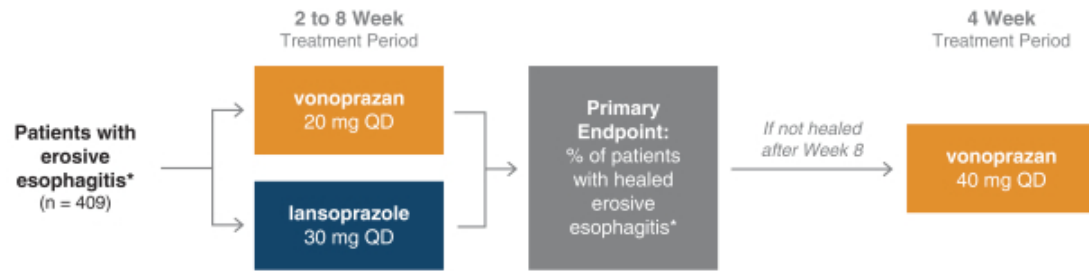 2 to 8 Week
Treatment Period
4 Week
Treatment Period
Patients with
erosive
esophagitis*
(n = 409)
vonoprazan
20 mg QD
lansoprazole
30 mg QD
Primary
Endpoint:
% of patients
with healed
erosive
esophagitis*
If not healed
after Week 8
vonoprazan
40 mg QD